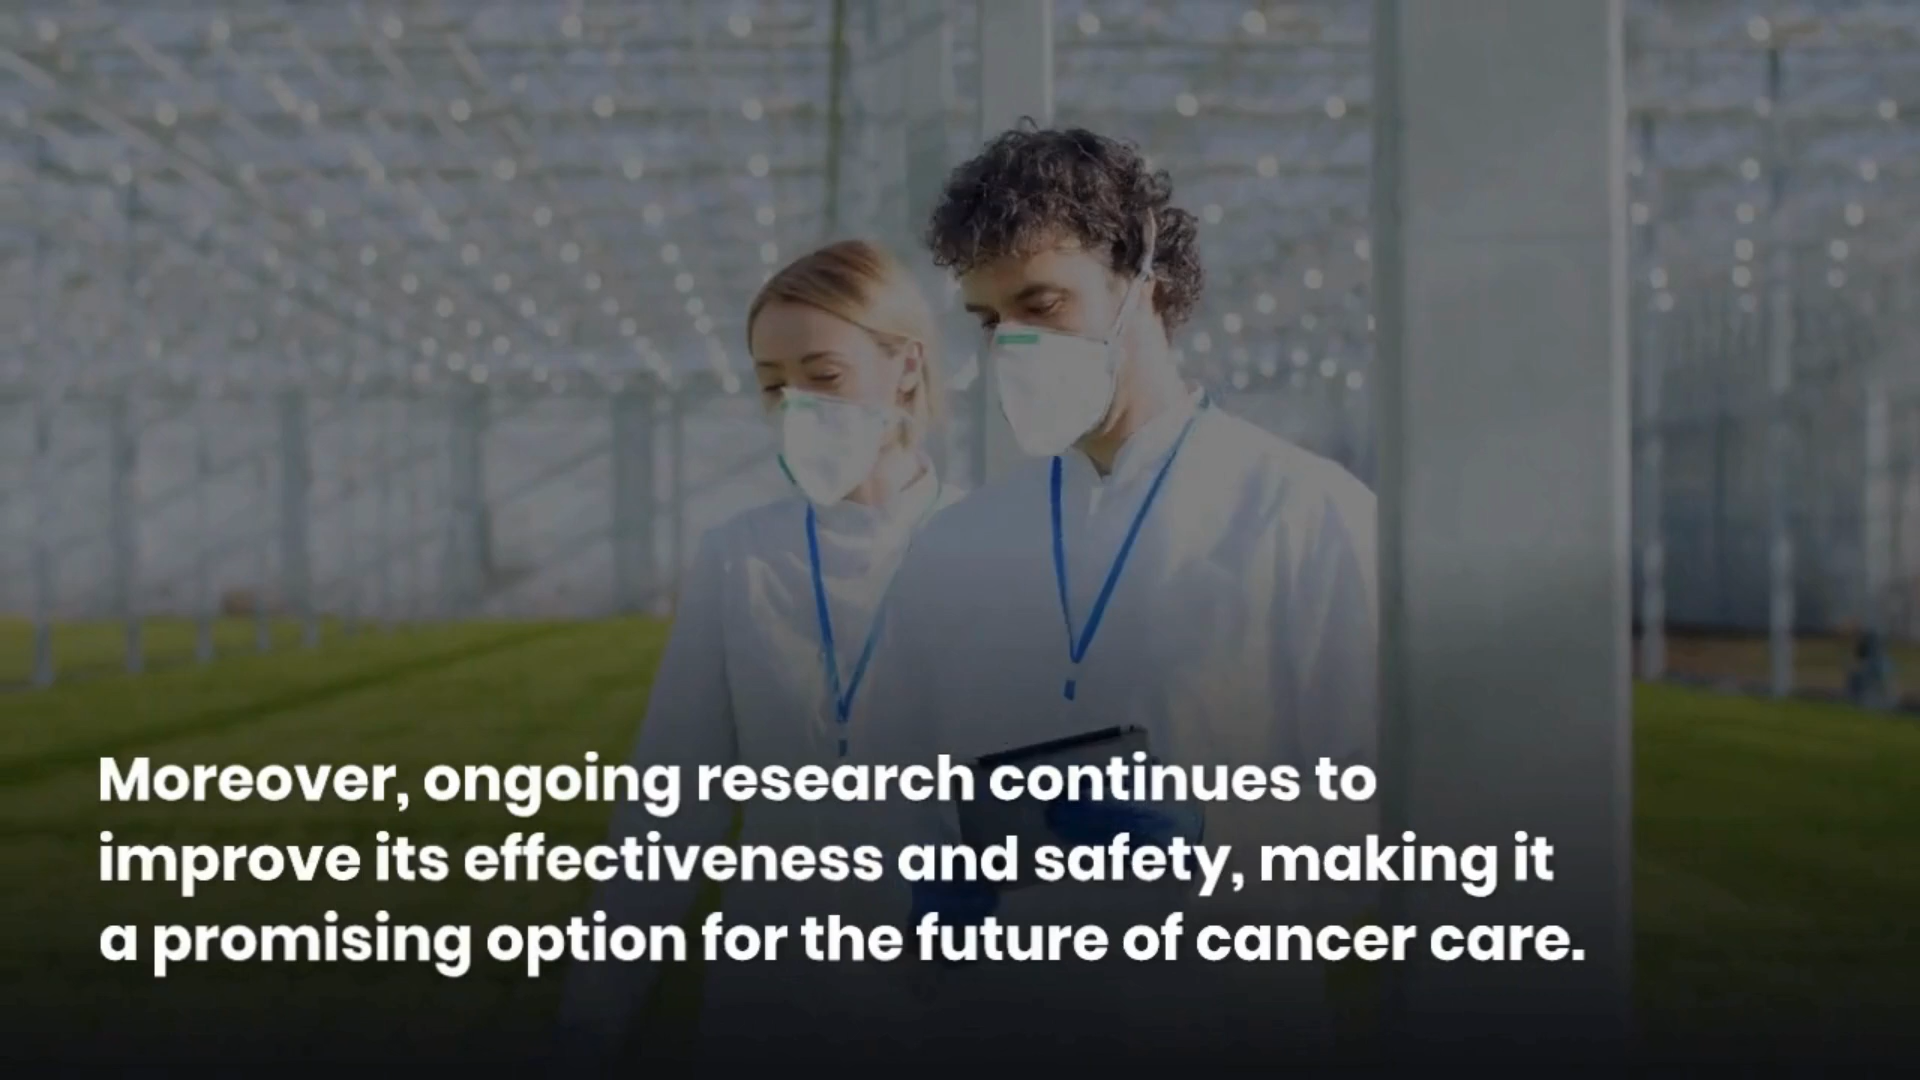 Moreover, ongoing research continues to
improve its effectiveness and safety, making it
a promising option for the future of cancer care.